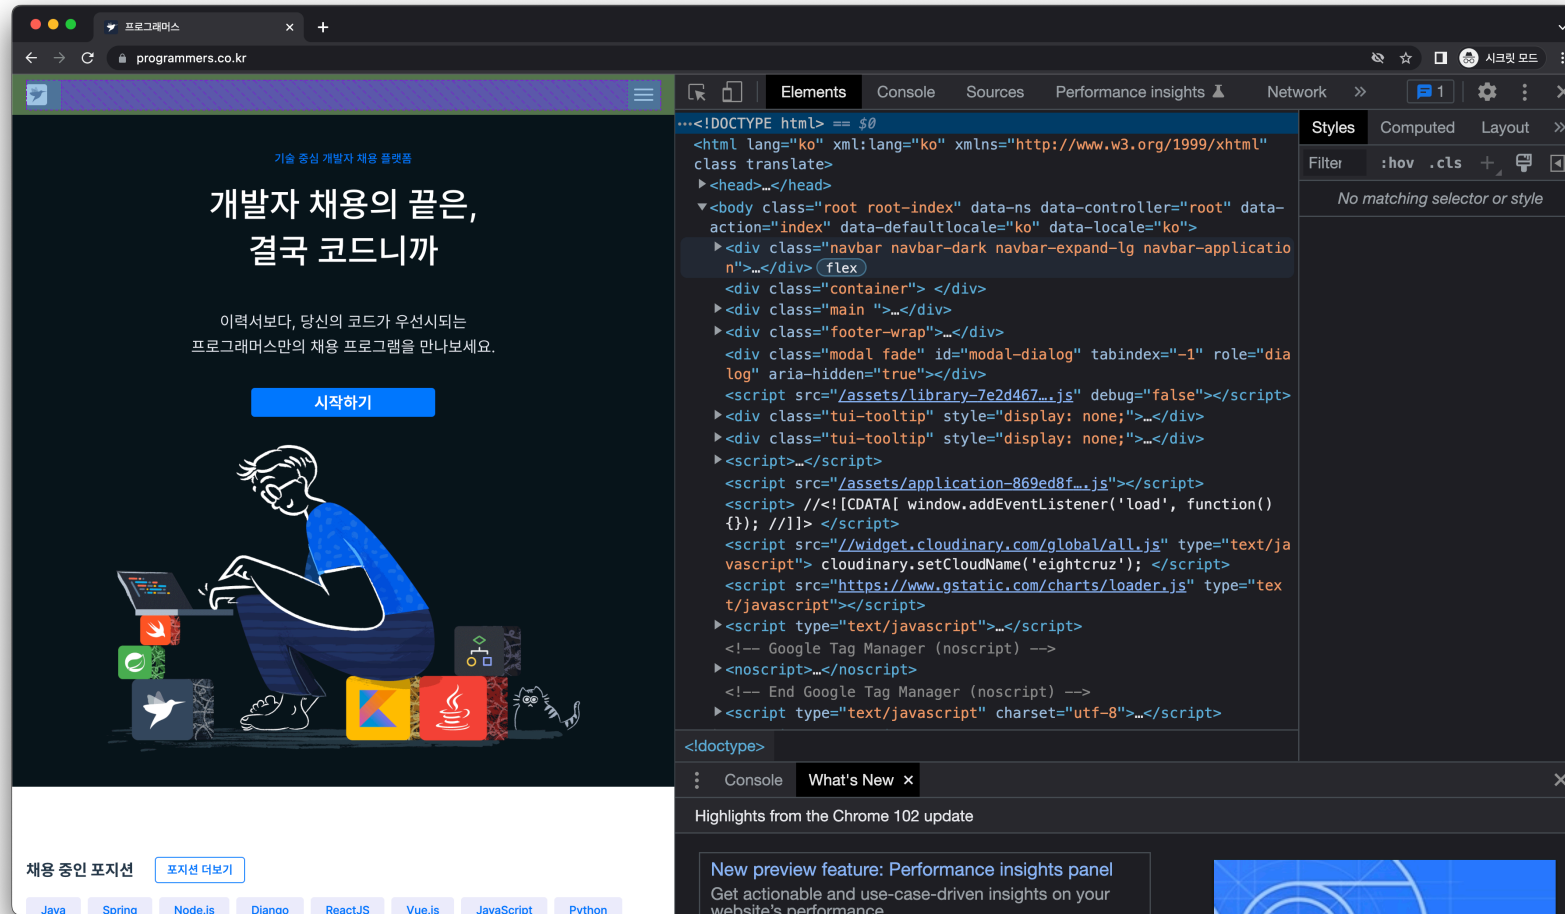 프로그래머스
programmers.co.kr
시크릿 모드
기술 중심 개발자 채용 플랫폼
개발자 채용의 끝은,
결국 코드니까
이력서보다, 당신의 코드가 우선시되는
프로그래머스만의 채용 프로그램을 만나보세요.
시작하기
채용 중인 포지션
포지션 더보기
Java Spring Node.js Django ReactJS Vue.js JavaScript Python
Elements Console Sources Performance insights Network » 1
…<!DOCTYPE html> == $0
<html lang="ko" xml:lang="ko" xmlns="http://www.w3.org/1999/xhtml"
class translate>
<head>…</head>
<body class="root root-index" data-ns data-controller="root" data-
action="index" data-defaultlocale="ko" data-locale="ko">
<div class="navbar navbar-dark navbar-expand-lg navbar-applicatio
n">…</div> flex
<div class="container"> </div>
<div class="main ">…</div>
<div class="footer-wrap">…</div>
<div class="modal fade" id="modal-dialog" tabindex="-1" role="dia
log" aria-hidden="true"></div>
<script src="/assets/library-7e2d467….js" debug="false"></script>
<div class="tui-tooltip" style="display: none;">…</div>
<div class="tui-tooltip" style="display: none;">…</div>
<script>…</script>
<script src="/assets/application-869ed8f….js"></script>
<script> //<![CDATA[ window.addEventListener('load', function()
{}); //]]> </script>
<script src="//widget.cloudinary.com/global/all.js" type="text/ja
vascript"> cloudinary.setCloudName('eightcruz'); </script>
<script src="https://www.gstatic.com/charts/loader.js" type="tex
t/javascript"></script>
<script type="text/javascript">…</script>
<!-- Google Tag Manager (noscript) -->
<noscript>…</noscript>
<!-- End Google Tag Manager (noscript) -->
<script type="text/javascript" charset="utf-8">…</script>
<!doctype>
Styles Computed Layout »
Filter :hov .cls
No matching selector or style
Console What's New
Highlights from the Chrome 102 update
New preview feature: Performance insights panel
Get actionable and use-case-driven insights on your
website's performance